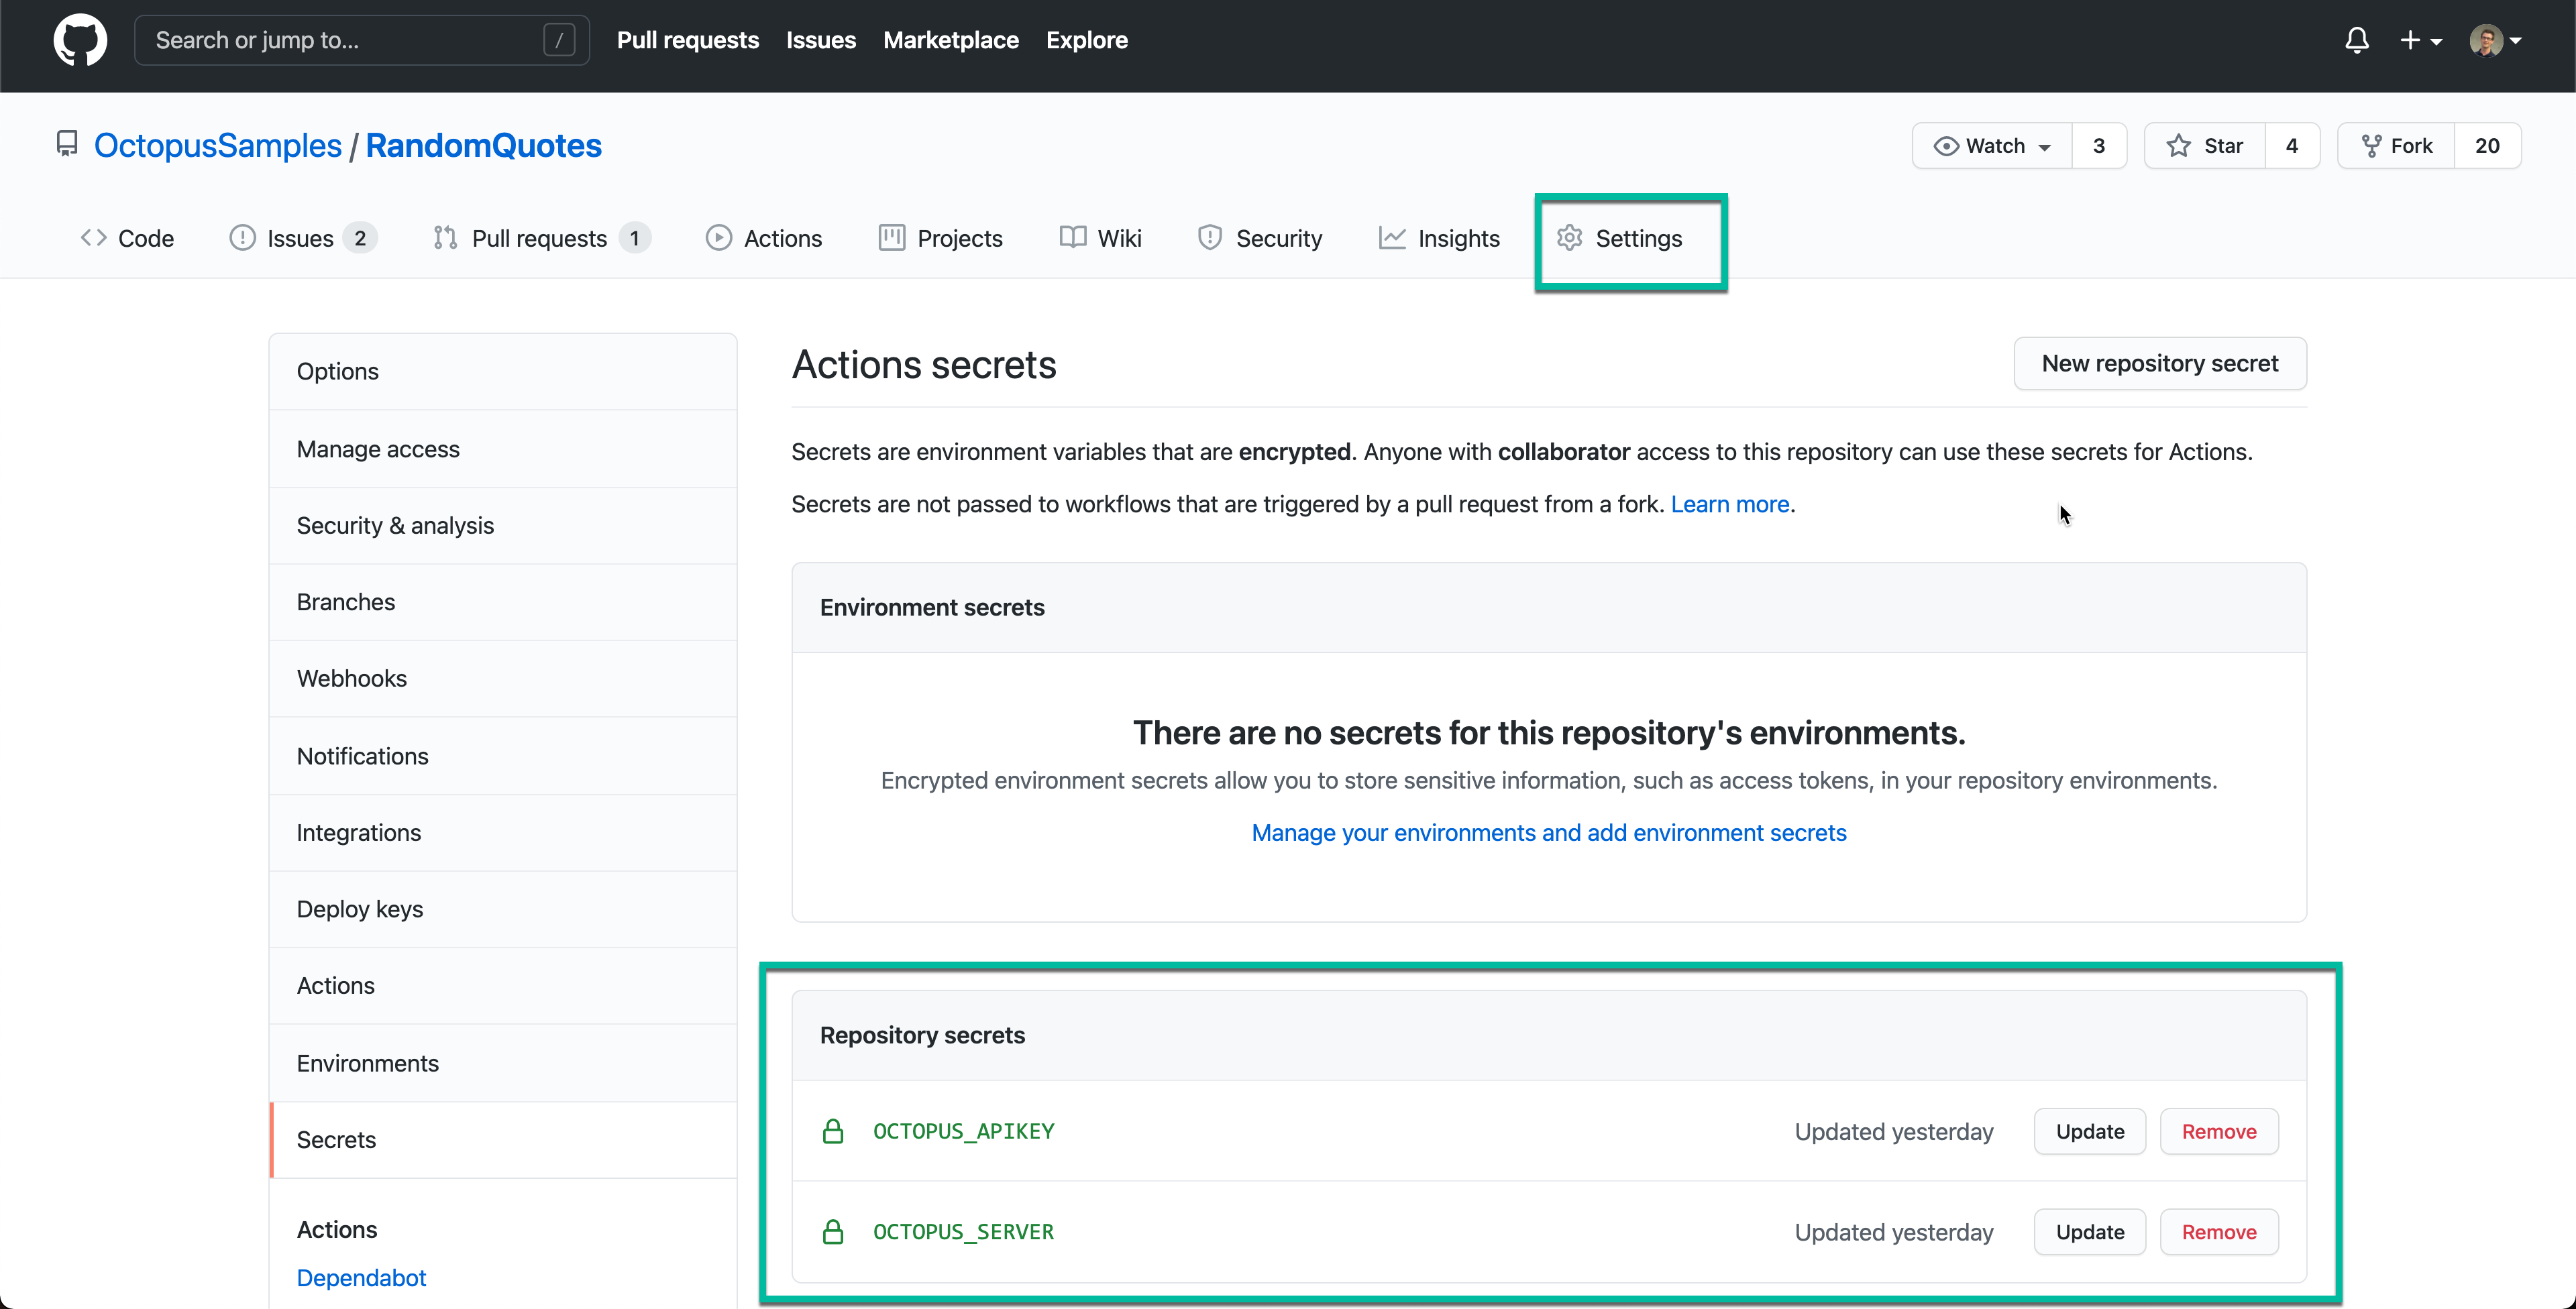 Search or jump to... / Pull requests Issues Marketplace Explore
OctopusSamples / RandomQuotes Watch 3 Star 4 Fork 20
Code Issues 2 Pull requests 1 Actions Projects Wiki Security Insights Settings
Options
Manage access
Security & analysis
Branches
Webhooks
Notifications
Integrations
Deploy keys
Actions
Environments
Secrets
Actions
Dependabot
Actions secrets New repository secret
Secrets are environment variables that are encrypted. Anyone with collaborator access to this repository can use these secrets for Actions.
Secrets are not passed to workflows that are triggered by a pull request from a fork. Learn more.
Environment secrets
There are no secrets for this repository's environments.
Encrypted environment secrets allow you to store sensitive information, such as access tokens, in your repository environments.
Manage your environments and add environment secrets
Repository secrets
OCTOPUS_APIKEY Updated yesterday Update Remove
OCTOPUS_SERVER Updated yesterday Update Remove